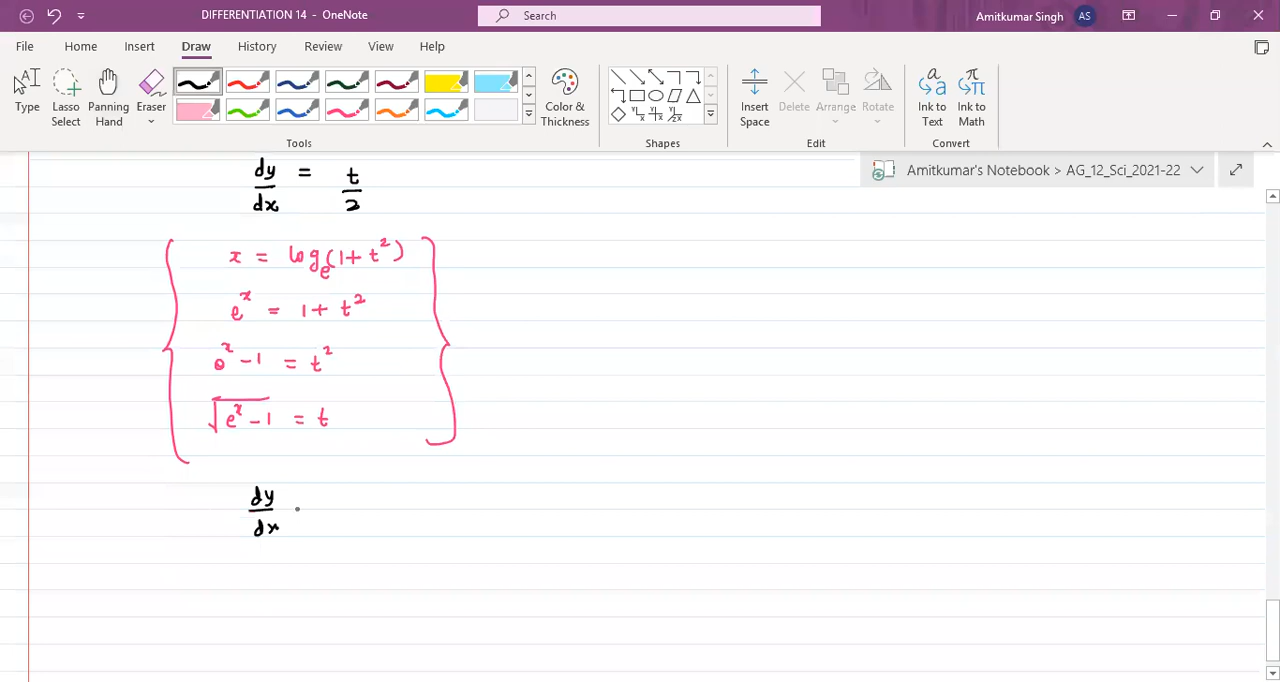 DIFFERENTIATION 14 - OneNote
Search
Amitkumar Singh AS
File Home Insert Draw View History Review View Help
Type
Lasso Select
Panning Hand
Eraser
Color & Thickness
Insert Space
Delete
Arrange
Rotate
Ink to Text
Ink to Math
Tools
Shapes
Edit
Convert
Amitkumar's Notebook > AG_12_Sci_2021-22
dy/dx = t/2
x = log_e(1+t²)
e^x = 1+t²
e^x -1 = t²
√(e^x -1) = t
dy/dx